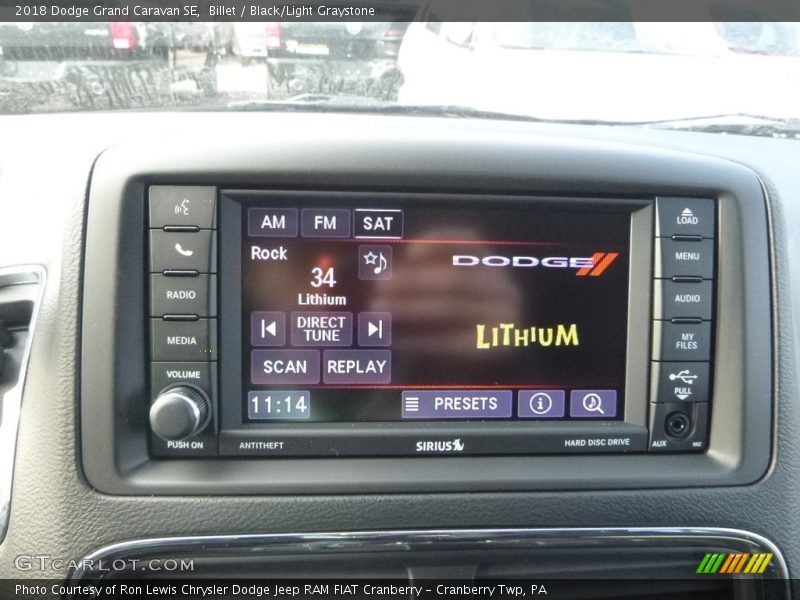 2018 Dodge Grand Caravan SE, Billet / Black/Light Graystone
AM FM SAT
Rock
34
Lithium
DIRECT
TUNE
SCAN REPLAY
11:14
PRESETS
DODGE
LITHIUM
RADIO
MEDIA
VOLUME
PUSH ON
LOAD
MENU
AUDIO
MY
FILES
PULL
AUX
ANTITHEFT
SIRIUS
HARD DISC DRIVE
GTCARLOT.COM
Photo Courtesy of Ron Lewis Chrysler Dodge Jeep RAM FIAT Cranberry – Cranberry Twp, PA